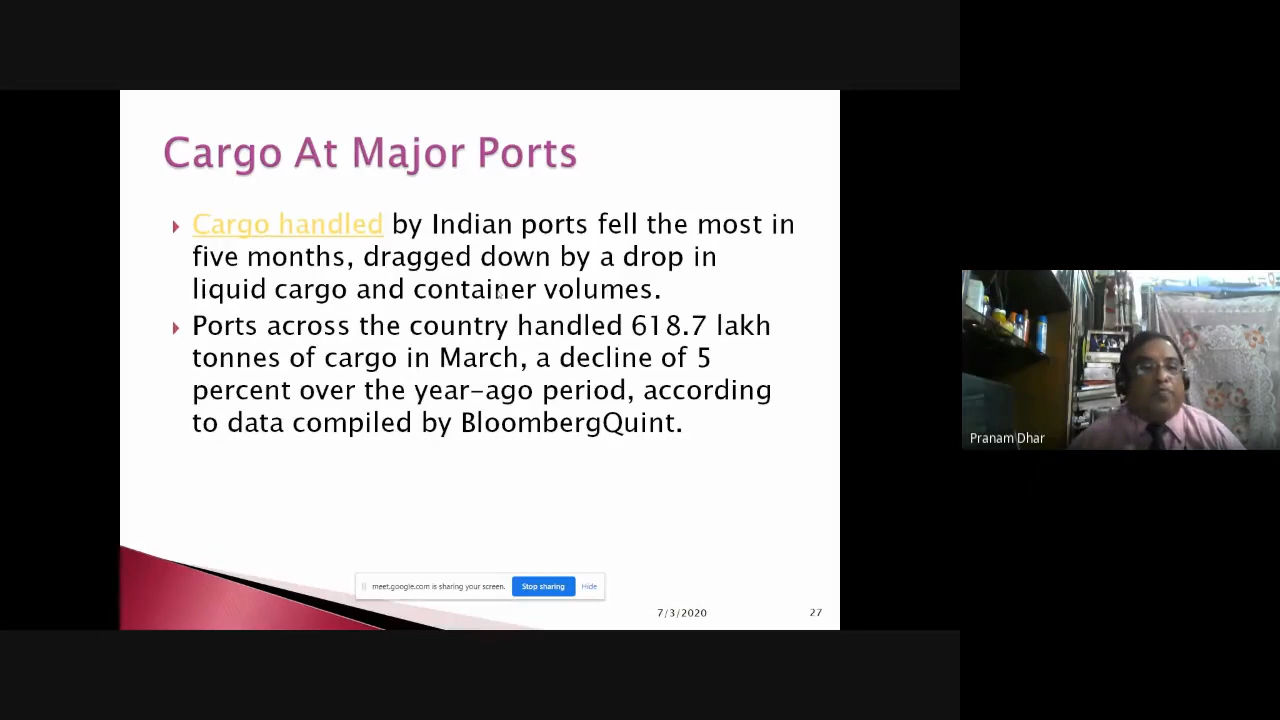 Cargo At Major Ports
Cargo handled by Indian ports fell the most in
five months, dragged down by a drop in
liquid cargo and container volumes.
Ports across the country handled 618.7 lakh
tonnes of cargo in March, a decline of 5
percent over the year-ago period, according
to data compiled by BloombergQuint.
meet.google.com is sharing your screen. Stop sharing Hide
7/3/2020 27
Pranam Dhar